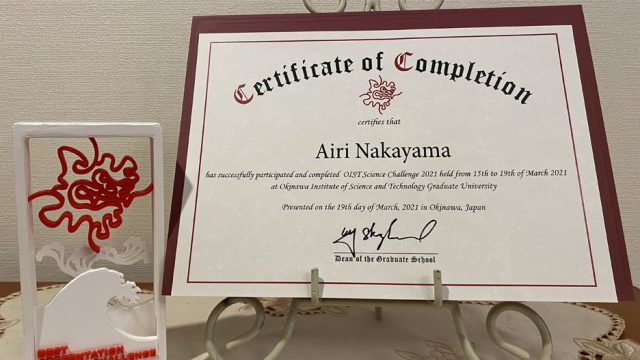 Certificate of Completion
certifies that
Airi Nakayama
has successfully participated and completed OIST Science Challenge 2021 held from 15th to 19th of March 2021
at Okinawa Institute of Science and Technology Graduate University
Presented on the 19th day of March, 2021 in Okinawa, Japan
Dean of the Graduate School
BEST
PRESENTATION
CHALLENGE